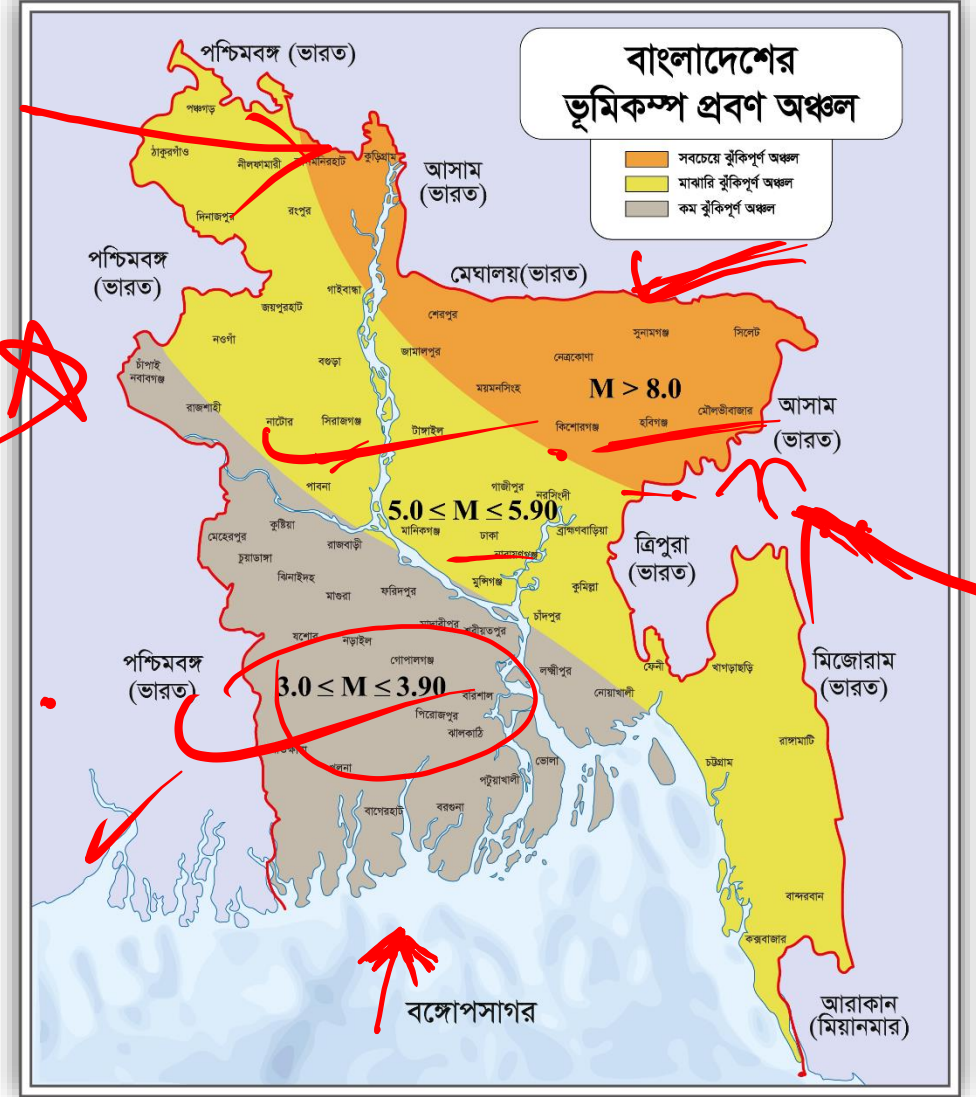 পশ্চিমবঙ্গ (ভারত)
বাংলাদেশের
ভূমিকম্প প্রবণ অঞ্চল
সবচেয়ে ঝুঁকিপূর্ণ অঞ্চল
মাঝারি ঝুঁকিপূর্ণ অঞ্চল
কম ঝুঁকিপূর্ণ অঞ্চল
পঞ্চগড়
ঠাকুরগাঁও
নীলফামারী
কুড়িগ্রাম
আসাম
(ভারত)
দিনাজপুর
রংপুর
পশ্চিমবঙ্গ
(ভারত)
মেঘালয়(ভারত)
গাইবান্ধা
জয়পুরহাট
শেরপুর
সুনামগঞ্জ
সিলেট
নওগাঁ
বগুড়া
জামালপুর
নেত্রকোণা
চাঁপাই
নবাবগঞ্জ
ময়মনসিংহ
M > 8.0
রাজশাহী
নাটোর
সিরাজগঞ্জ
টাঙ্গাইল
কিশোরগঞ্জ
হবিগঞ্জ
মৌলভীবাজার
আসাম
(ভারত)
পাবনা
গাজীপুর
নরসিংদী
5.0 ≤ M ≤ 5.90
মেহেরপুর
কুষ্টিয়া
রাজবাড়ী
মানিকগঞ্জ
ঢাকা
ব্রাহ্মণবাড়িয়া
ত্রিপুরা
(ভারত)
চুয়াডাঙ্গা
নারায়ণগঞ্জ
ঝিনাইদহ
মাগুরা
ফরিদপুর
মুন্সিগঞ্জ
কুমিল্লা
চাঁদপুর
যশোর
নড়াইল
শরীয়তপুর
গোপালগঞ্জ
লক্ষ্মীপুর
ফেনী
খাগড়াছড়ি
পশ্চিমবঙ্গ
(ভারত)
মিজোরাম
(ভারত)
3.0 ≤ M ≤ 3.90
বরিশাল
নোয়াখালী
পিরোজপুর
ঝালকাঠি
রাঙ্গামাটি
ভোলা
চট্টগ্রাম
পটুয়াখালী
বাগেরহাট
বরগুনা
বান্দরবান
কক্সবাজার
বঙ্গোপসাগর
আরাকান
(মিয়ানমার)